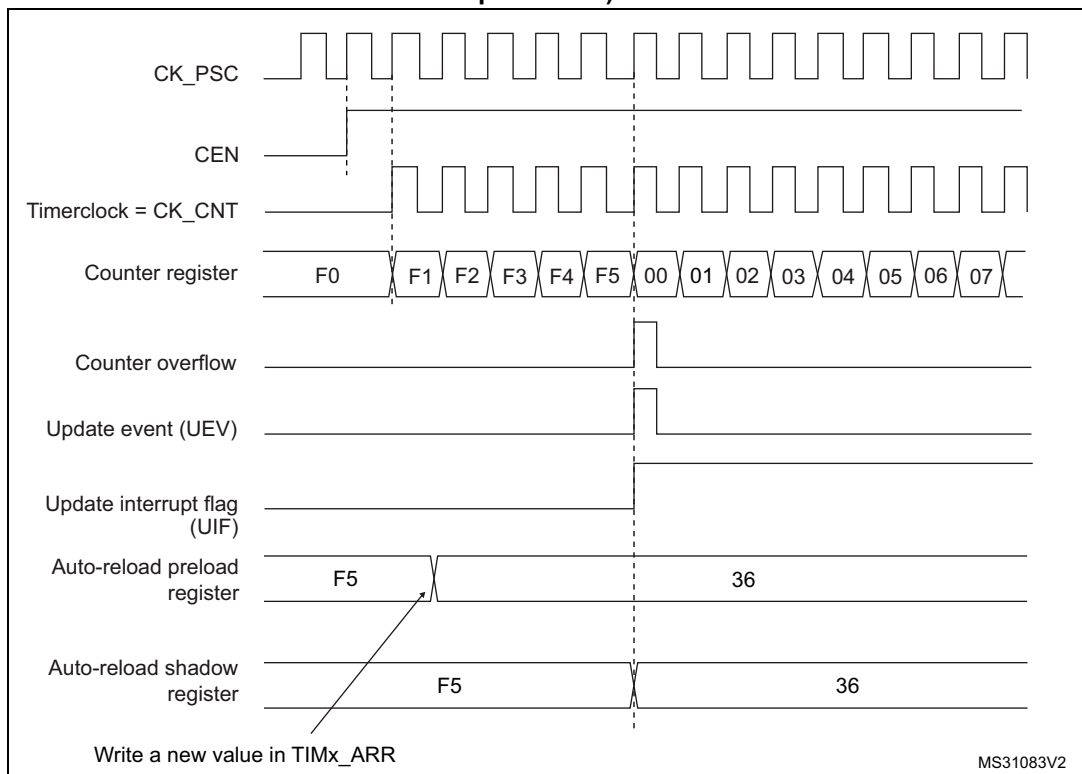 CK_PSC
CEN
Timerclock = CK_CNT
Counter register
F0 F1 F2 F3 F4 F5 00 01 02 03 04 05 06 07
Counter overflow
Update event (UEV)
Update interrupt flag
(UIF)
Auto-reload preload
register
F5 36
Auto-reload shadow
register
F5 36
Write a new value in TIMx_ARR
MS31083V2